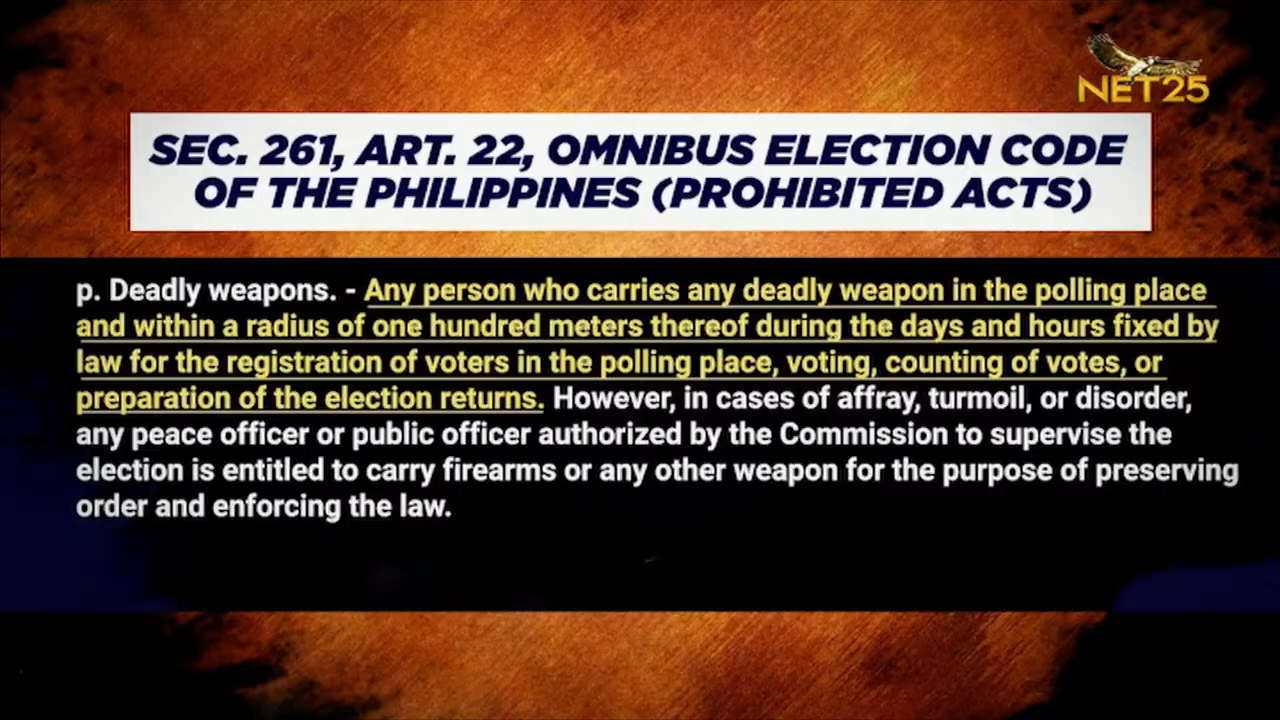 NET25
SEC. 261, ART. 22, OMNIBUS ELECTION CODE
OF THE PHILIPPINES (PROHIBITED ACTS)
p. Deadly weapons. - Any person who carries any deadly weapon in the polling place
and within a radius of one hundred meters thereof during the days and hours fixed by
law for the registration of voters in the polling place, voting, counting of votes, or
preparation of the election returns. However, in cases of affray, turmoil, or disorder,
any peace officer or public officer authorized by the Commission to supervise the
election is entitled to carry firearms or any other weapon for the purpose of preserving
order and enforcing the law.